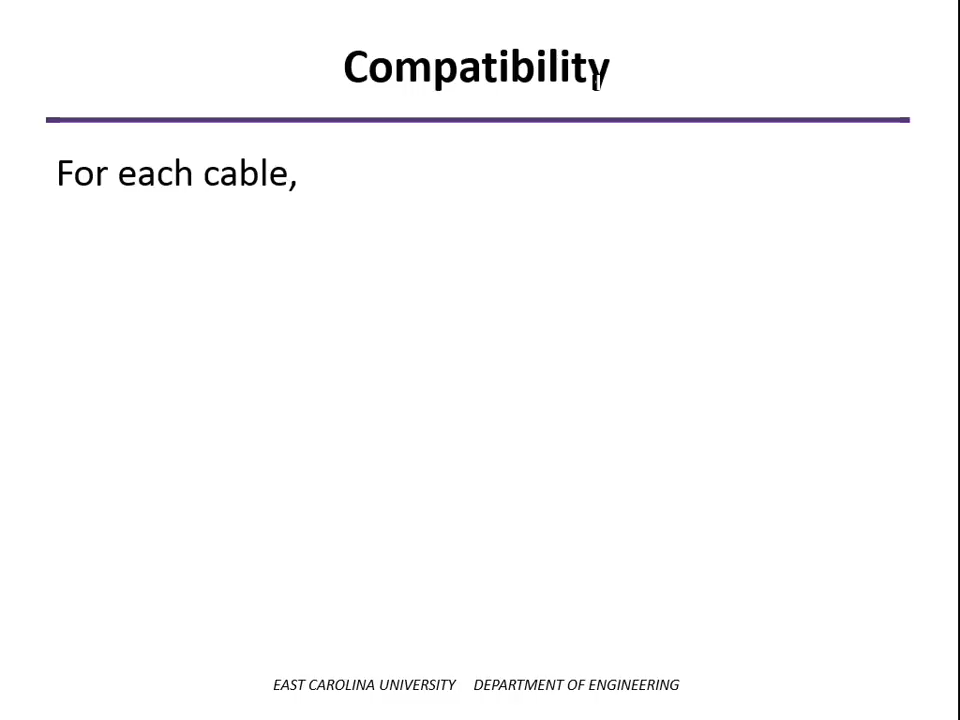 Compatibility
For each cable,
EAST CAROLINA UNIVERSITY DEPARTMENT OF ENGINEERING